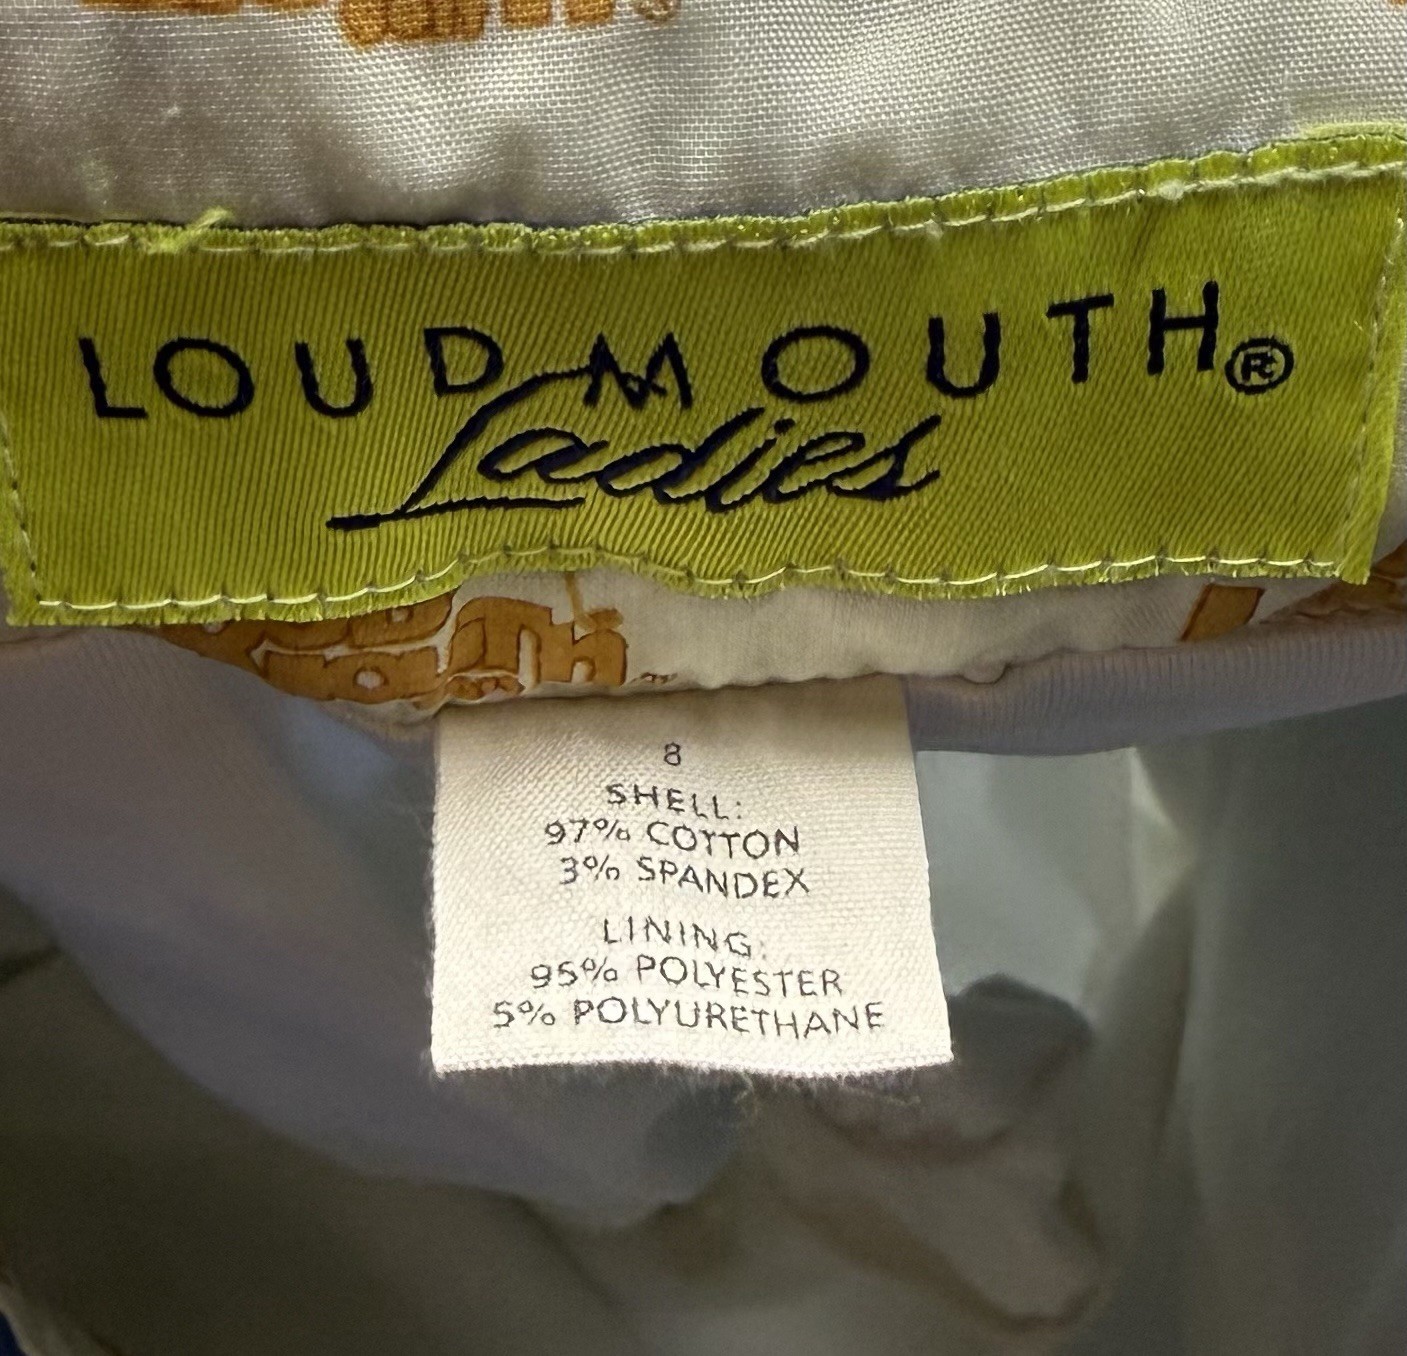 LOUDMOUTH®
Ladies
8
SHELL:
97% COTTON
3% SPANDEX
LINING:
95% POLYESTER
5% POLYURETHANE